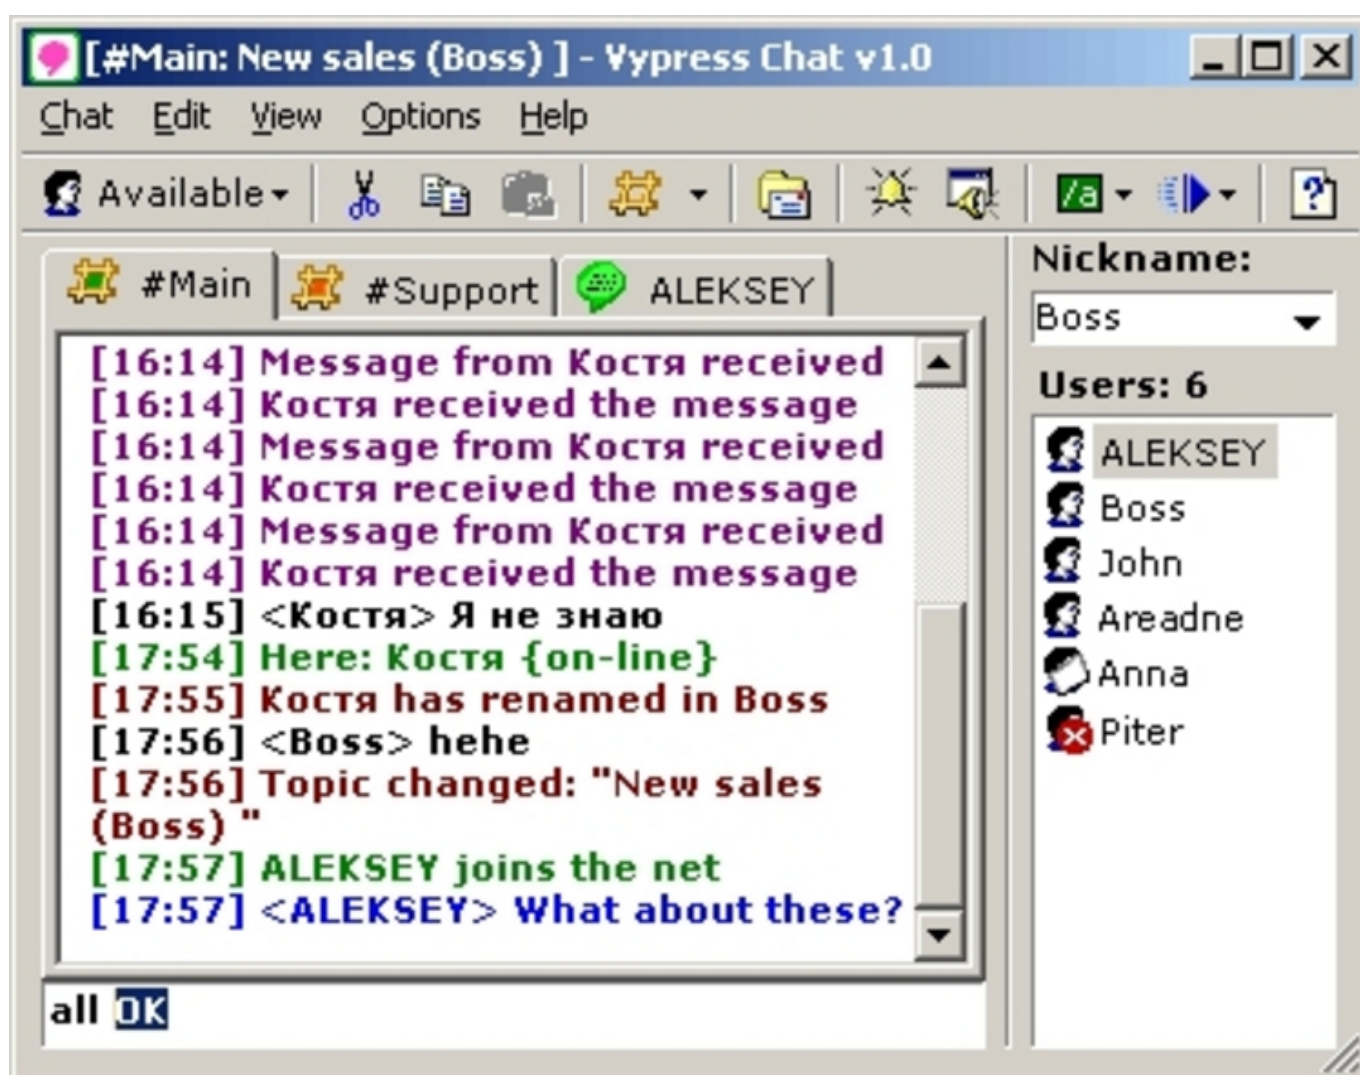 [#Main: New sales (Boss) ] - Vypress Chat v1.0
Chat Edit View Options Help
Available /a ?
#Main #Support ALEKSEY
[16:14] Message from Костя received
[16:14] Костя received the message
[16:14] Message from Костя received
[16:14] Костя received the message
[16:14] Message from Костя received
[16:14] Костя received the message
[16:15] <Костя> Я не знаю
[17:54] Here: Костя {on-line}
[17:55] Костя has renamed in Boss
[17:56] <Boss> hehe
[17:56] Topic changed: "New sales
(Boss) "
[17:57] ALEKSEY joins the net
[17:57] <ALEKSEY> What about these?
all OK
Nickname:
Boss
Users: 6
ALEKSEY
Boss
John
Areadne
Anna
Piter